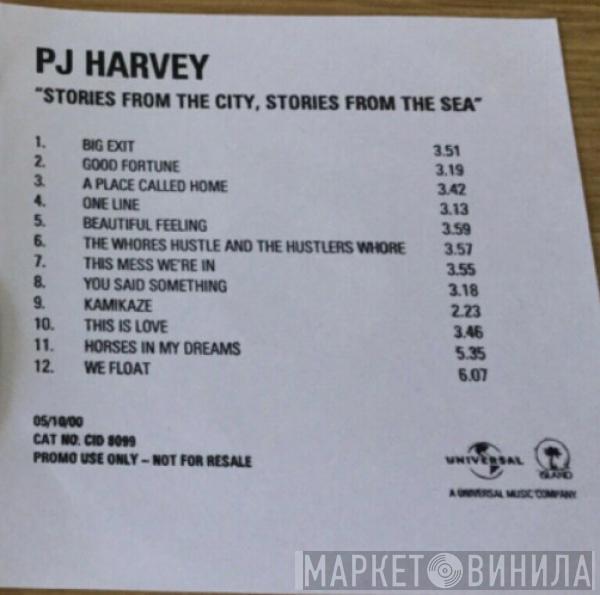 PJ HARVEY
"STORIES FROM THE CITY, STORIES FROM THE SEA"
1. BIG EXIT 3.51
2. GOOD FORTUNE 3.19
3. A PLACE CALLED HOME 3.42
4. ONE LINE 3.13
5. BEAUTIFUL FEELING 3.59
6. THE WHORES HUSTLE AND THE HUSTLERS WHORE 3.57
7. THIS MESS WE'RE IN 3.55
8. YOU SAID SOMETHING 3.18
9. KAMIKAZE 2.23
10. THIS IS LOVE 3.46
11. HORSES IN MY DREAMS 5.35
12. WE FLOAT 6.07
05/10/00
CAT NO: CID 8099
PROMO USE ONLY – NOT FOR RESALE
UNIVERSAL ISLAND
A UNIVERSAL MUSIC COMPANY
МАРКЕТ ВИНИЛА